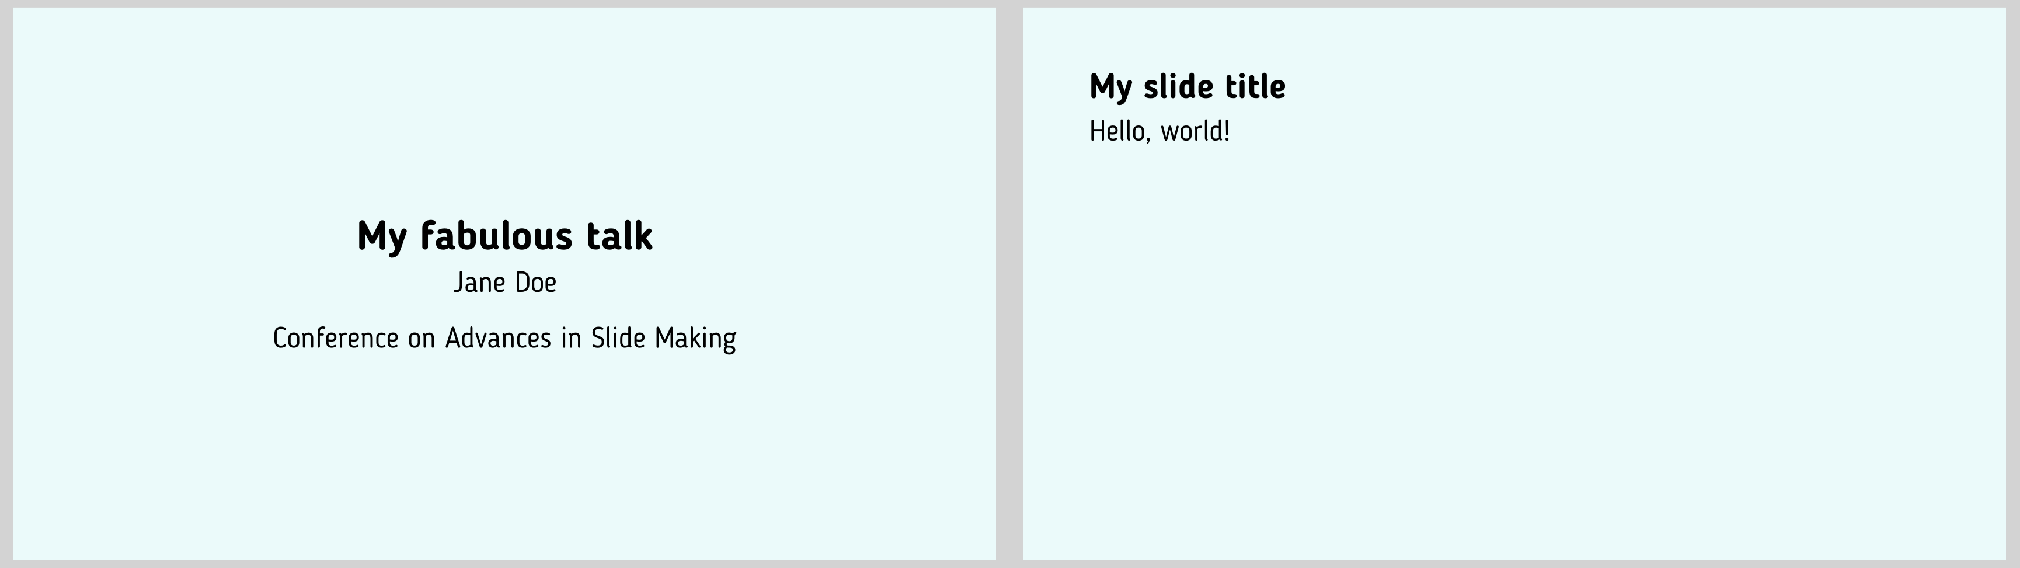 My fabulous talk
Jane Doe
Conference on Advances in Slide Making
My slide title
Hello, world!